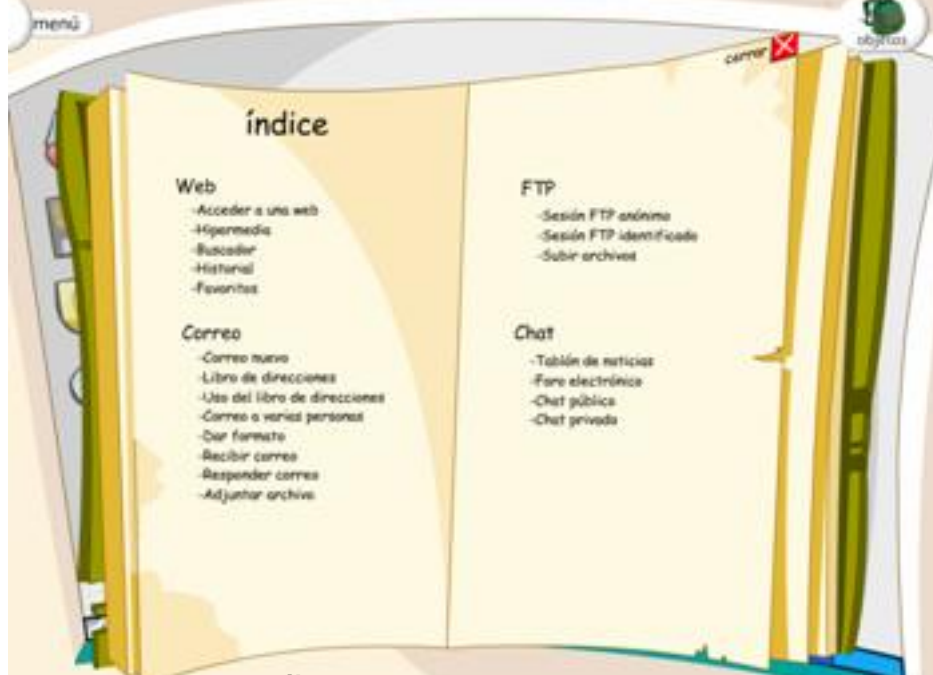 menú
objetos
cerrar
índice
Web
-Acceder a una web
-Hipermedia
-Buscador
-Historial
-Favoritos
Correo
-Correo nuevo
-Libro de direcciones
-Uso del libro de direcciones
-Correo a varias personas
-Dar formato
-Recibir correo
-Responder correo
-Adjuntar archivo
FTP
-Sesión FTP anónimo
-Sesión FTP identificado
-Subir archivos
Chat
-Tablón de noticias
-Foro electrónico
-Chat público
-Chat privado